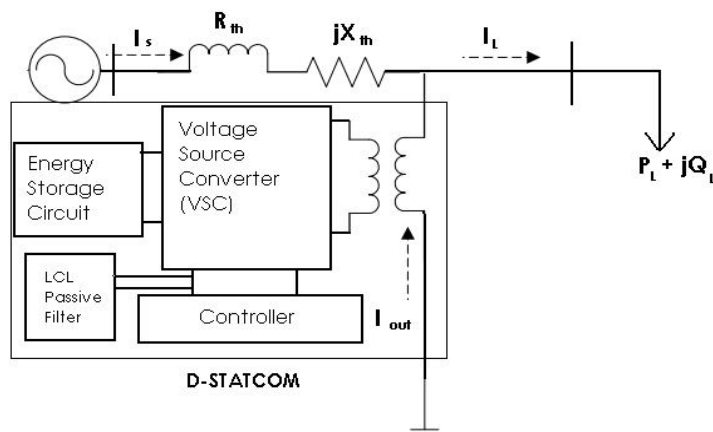 I s
R th
jX th
I L
Voltage
Source
Converter
(VSC)
Energy
Storage
Circuit
P L + jQ L
LCL
Passive
Filter
Controller
I out
D-STATCOM